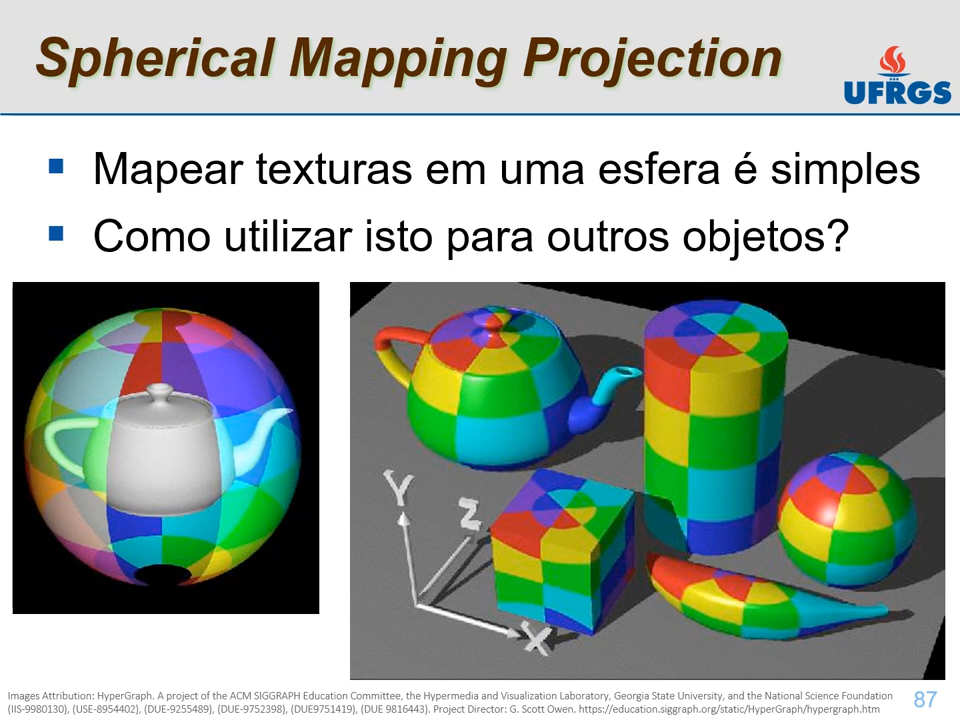 Spherical Mapping Projection
UFRGS
Mapear texturas em uma esfera é simples
Como utilizar isto para outros objetos?
Y
Z
X
Images Attribution: HyperGraph. A project of the ACM SIGGRAPH Education Committee, the Hypermedia and Visualization Laboratory, Georgia State University, and the National Science Foundation
(IIS-9980130), (USE-8954402), (DUE-9255489), (DUE-9752398), (DUE9751419), (DUE 9816443). Project Director: G. Scott Owen. https://education.siggraph.org/static/HyperGraph/hypergraph.htm
87